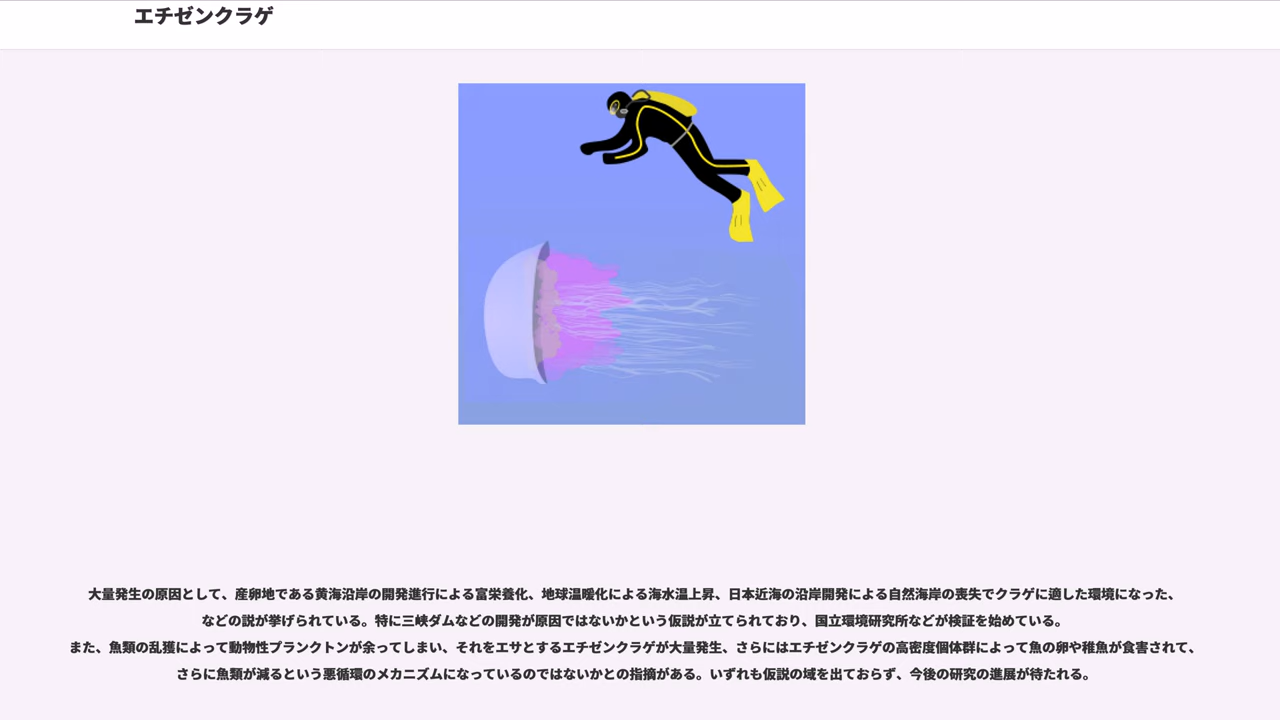 エチゼンクラゲ
大量発生の原因として、産卵地である黄海沿岸の開発進行による富栄養化、地球温暖化による海水温上昇、日本近海の沿岸開発による自然海岸の喪失でクラゲに適した環境になった、
などの説が挙げられている。特に三峡ダムなどの開発が原因ではないかという仮説が立てられており、国立環境研究所などが検証を始めている。
また、魚類の乱獲によって動物性プランクトンが余ってしまい、それをエサとするエチゼンクラゲが大量発生、さらにはエチゼンクラゲの高密度個体群によって魚の卵や稚魚が食害されて、
さらに魚類が減るという悪循環のメカニズムになっているのではないかとの指摘がある。いずれも仮説の域を出ておらず、今後の研究の進展が待たれる。